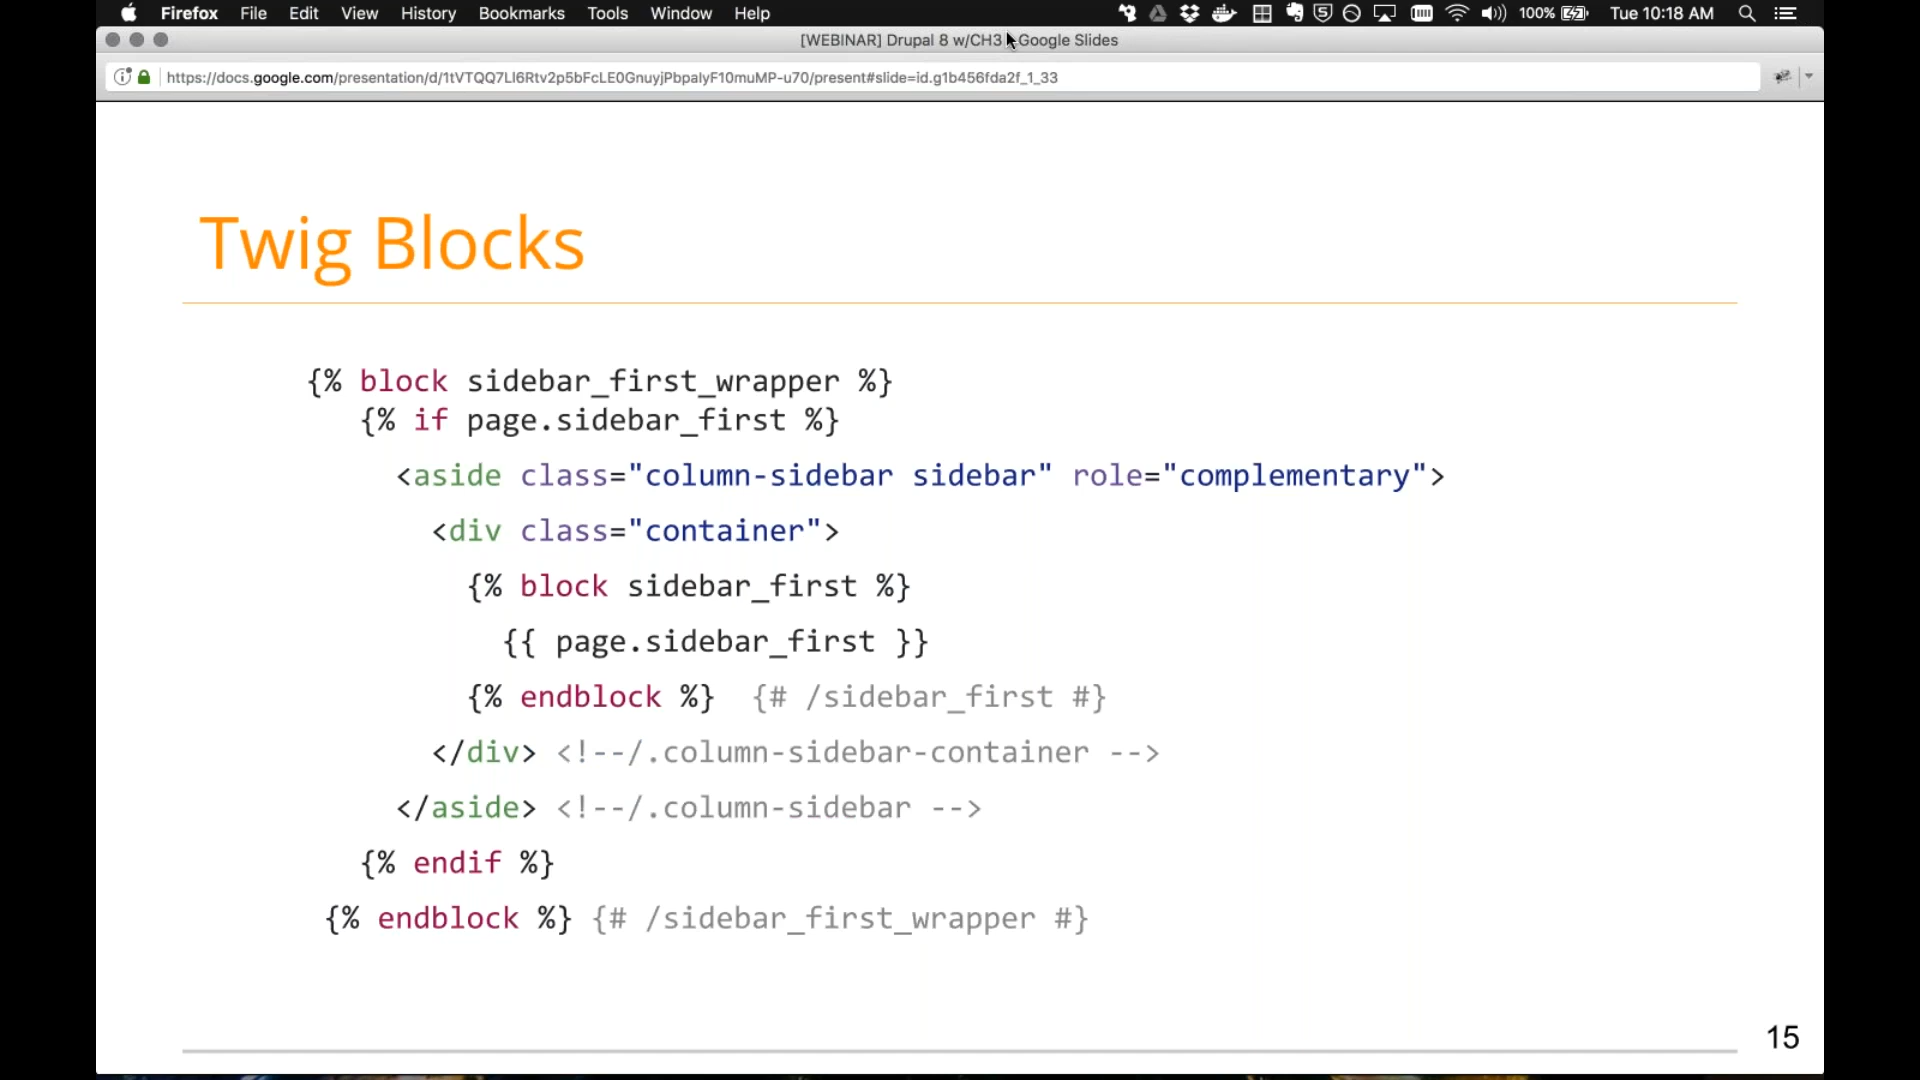 Firefox File Edit View History Bookmarks Tools Window Help 100% Tue 10:18 AM
[WEBINAR] Drupal 8 w/CH3 - Google Slides
https://docs.google.com/presentation/d/1tVTQQ7Ll6Rtv2p5bFcLE0GnuyjPbpalyF10muMP-u70/present#slide=id.g1b456fda2f_1_33
Twig Blocks
{% block sidebar_first_wrapper %}
{% if page.sidebar_first %}
<aside class="column-sidebar sidebar" role="complementary">
<div class="container">
{% block sidebar_first %}
{{ page.sidebar_first }}
{% endblock %} {# /sidebar_first #}
</div> <!--/.column-sidebar-container -->
</aside> <!--/.column-sidebar -->
{% endif %}
{% endblock %} {# /sidebar_first_wrapper #}
15